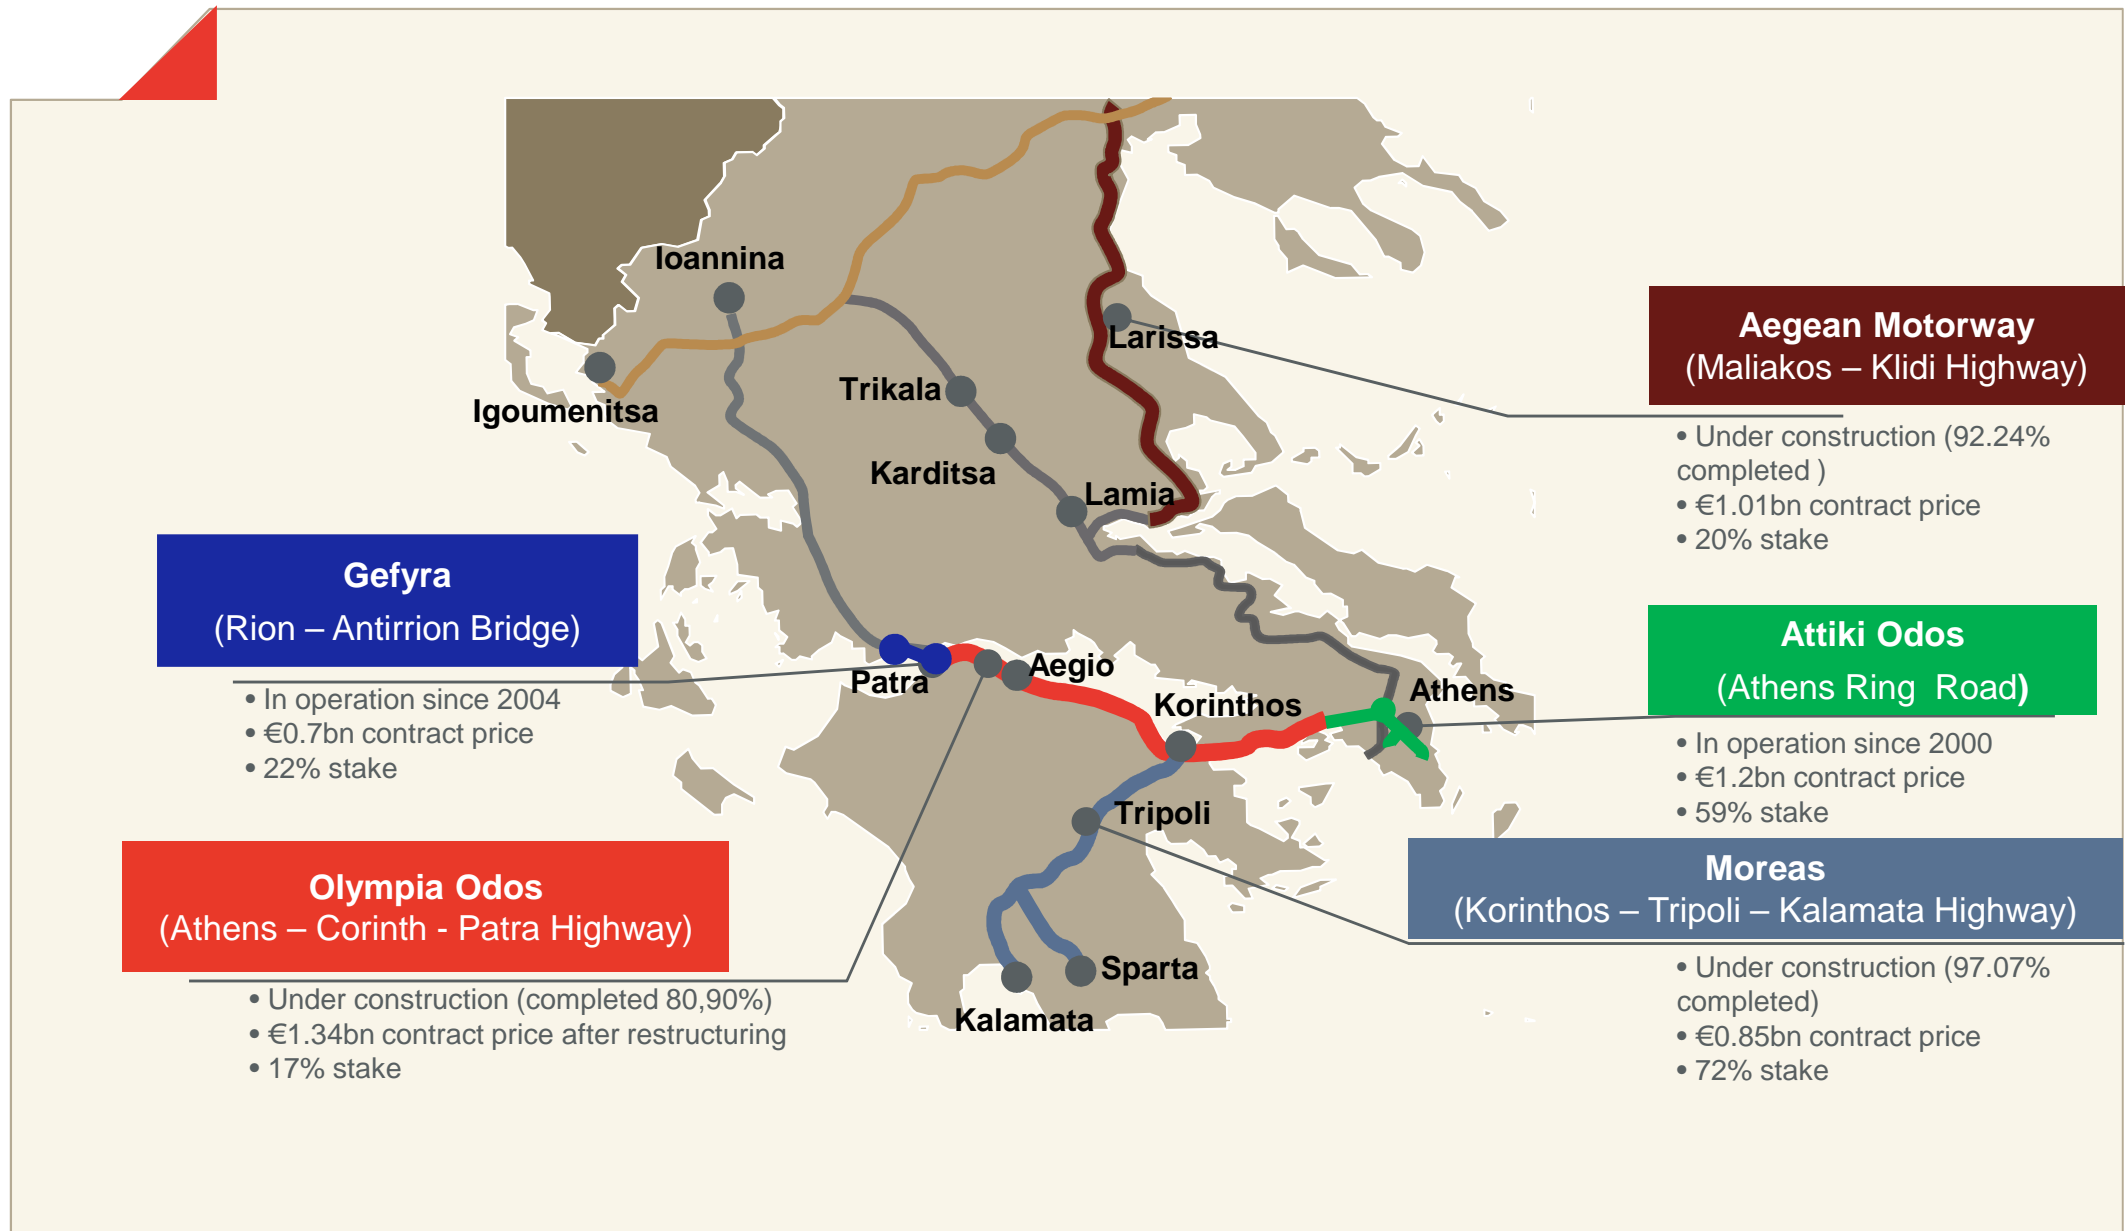 Ioannina
Igoumenitsa
Trikala
Karditsa
Larissa
Lamia
Patra
Aegio
Korinthos
Athens
Tripoli
Sparta
Kalamata
Aegean Motorway
(Maliakos – Klidi Highway)
• Under construction (92.24%
completed )
• €1.01bn contract price
• 20% stake
Gefyra
(Rion – Antirrion Bridge)
• In operation since 2004
• €0.7bn contract price
• 22% stake
Attiki Odos
(Athens Ring  Road)
• In operation since 2000
• €1.2bn contract price
• 59% stake
Olympia Odos
(Athens – Corinth - Patra Highway)
• Under construction (completed 80,90%)
• €1.34bn contract price after restructuring
• 17% stake
Moreas
(Korinthos – Tripoli – Kalamata Highway)
• Under construction (97.07%
completed)
• €0.85bn contract price
• 72% stake